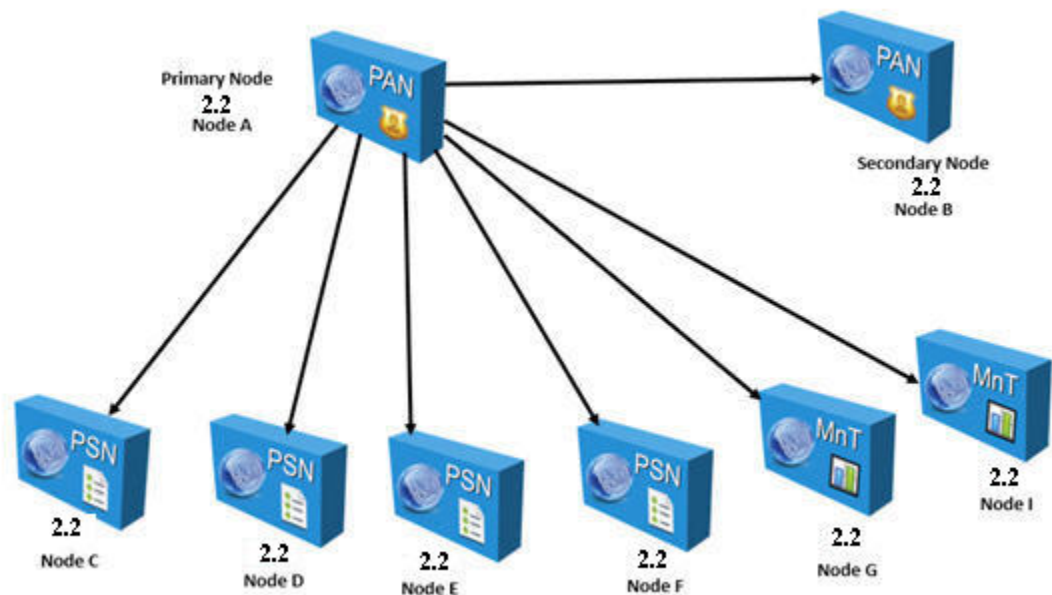 PAN
Primary Node
2.2
Node A
PAN
Secondary Node
2.2
Node B
PSN
2.2
Node C
PSN
2.2
Node D
PSN
2.2
Node E
PSN
2.2
Node F
MnT
2.2
Node G
MnT
2.2
Node I